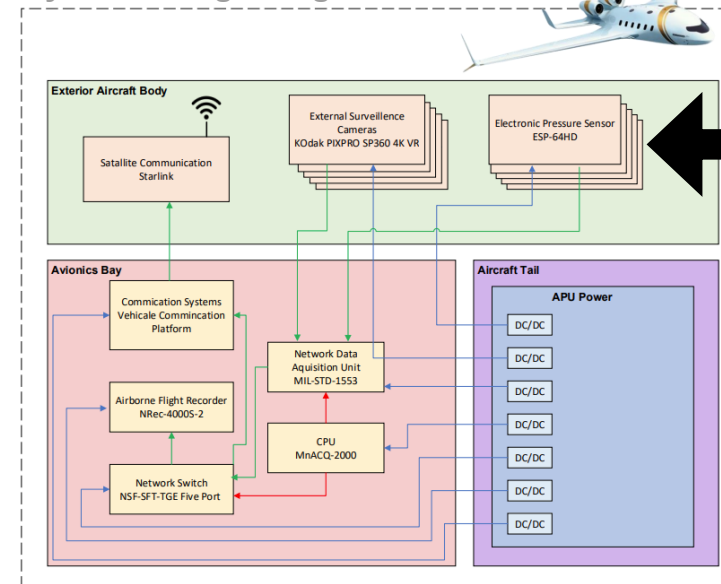 Exterior Aircraft Body
Satallite Communication
Starlink
External Surveillence
Cameras
KOdak PIXPRO SP360 4K VR
Electronic Pressure Sensor
ESP-64HD
Avionics Bay
Commication Systems
Vehicale Commincation
Platform
Airborne Flight Recorder
NRec-4000S-2
Network Switch
NSF-SFT-TGE Five Port
Network Data
Aquisition Unit
MIL-STD-1553
CPU
MnACQ-2000
Aircraft Tail
APU Power
DC/DC
DC/DC
DC/DC
DC/DC
DC/DC
DC/DC
DC/DC